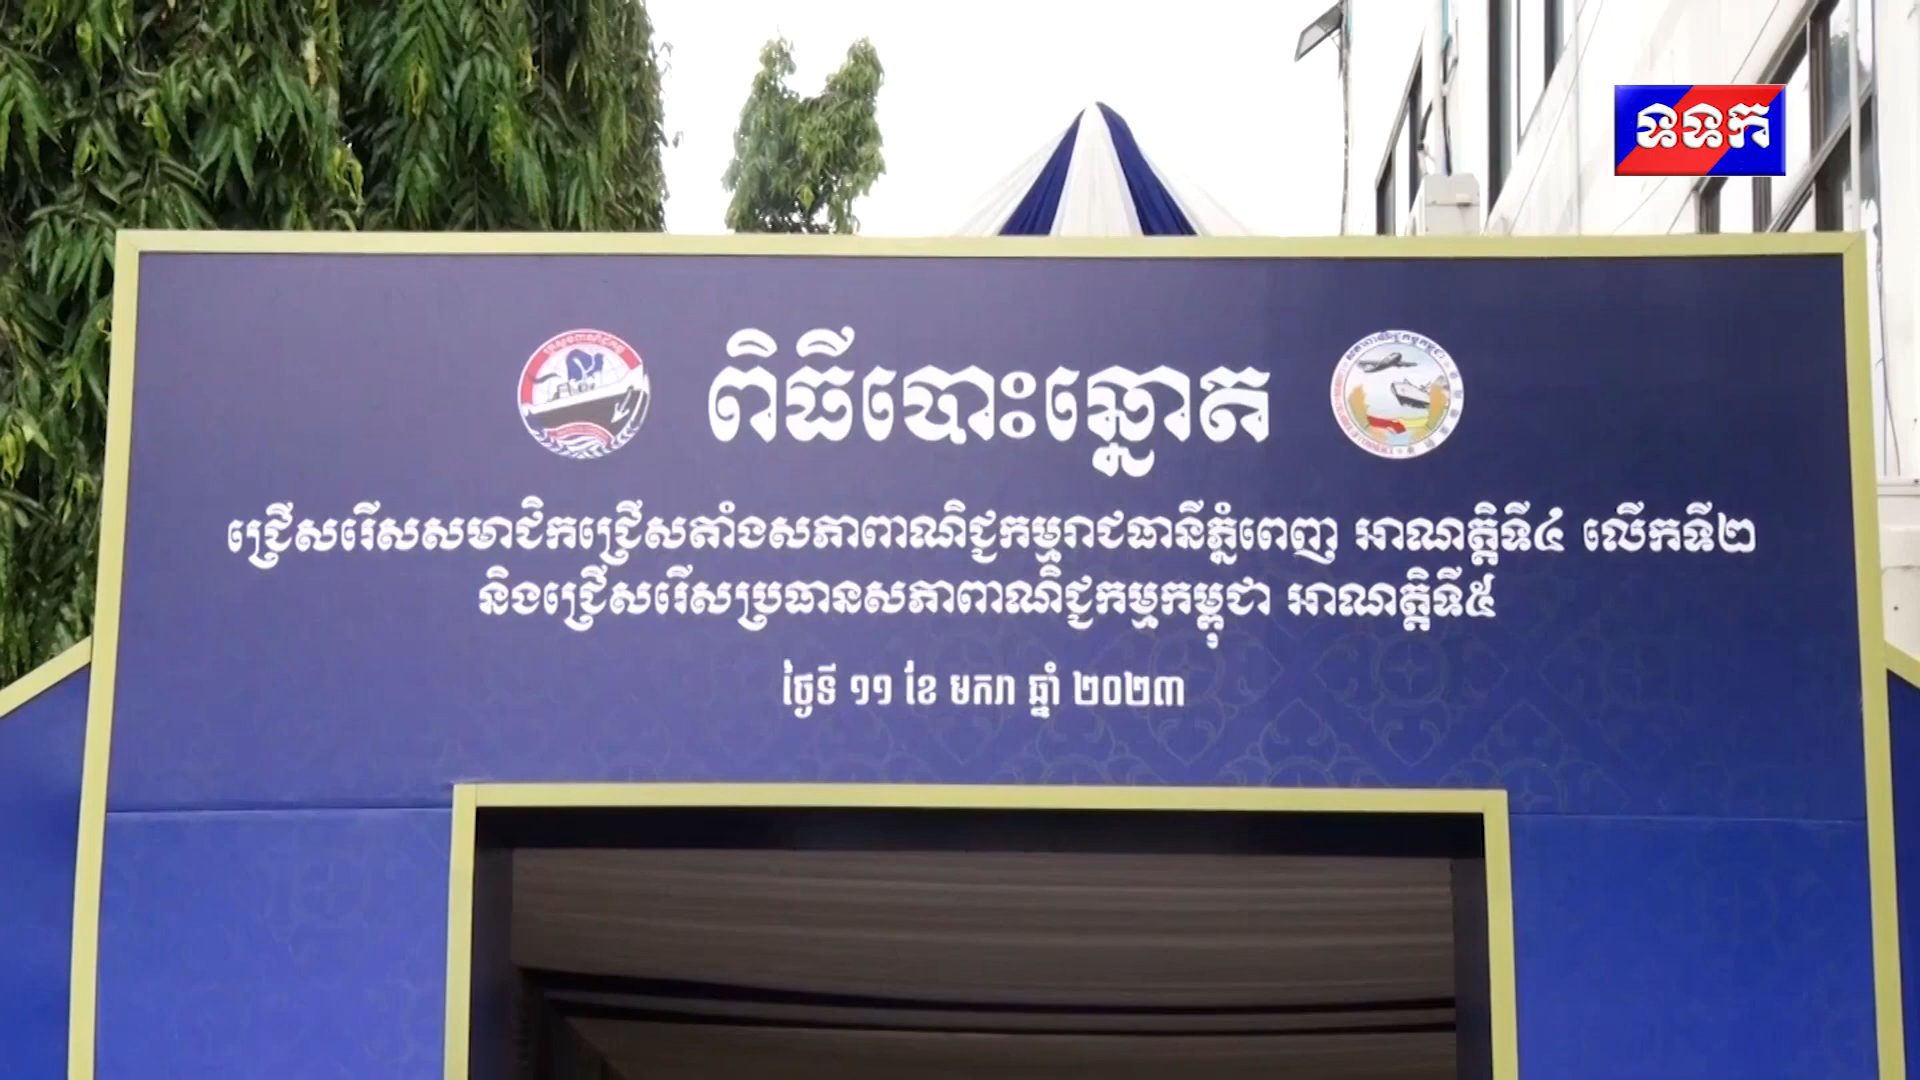 ទទក
ពិធីបោះឆ្នោត
ជ្រើសរើសសមាជិកជ្រើសតាំងសភាពាណិជ្ជកម្មរាជធានីភ្នំពេញ អាណត្តិទី៤ លើកទី២
និងជ្រើសរើសប្រធានសភាពាណិជ្ជកម្មកម្ពុជា អាណត្តិទី៥
ថ្ងៃទី ១១ ខែ មករា ឆ្នាំ ២០២៣